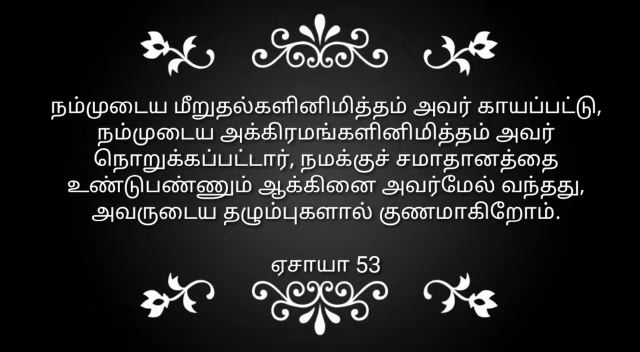 நம்முடைய மீறுதல்களினிமித்தம் அவர் காயப்பட்டு,
நம்முடைய அக்கிரமங்களினிமித்தம் அவர்
நொறுக்கப்பட்டார், நமக்குச் சமாதானத்தை
உண்டுபண்ணும் ஆக்கினை அவர்மேல் வந்தது,
அவருடைய தழும்புகளால் குணமாகிறோம்.
ஏசாயா 53